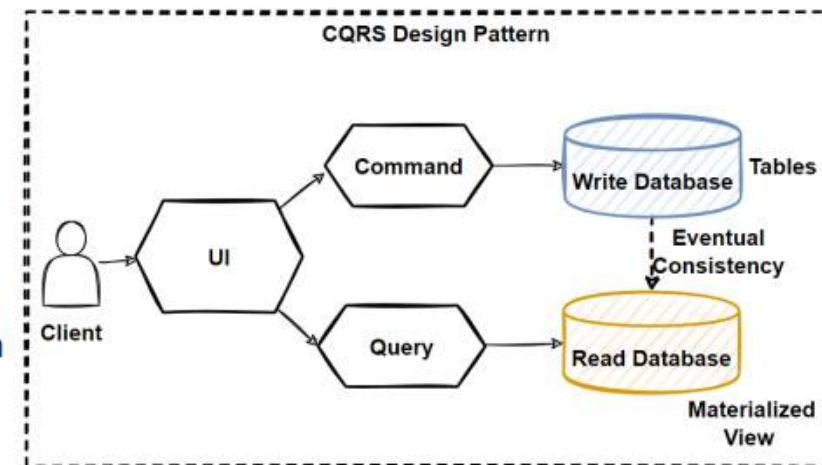 CQRS Design Pattern
Command
Write Database
Tables
UI
Eventual
Consistency
Client
Query
Read Database
Materialized
View